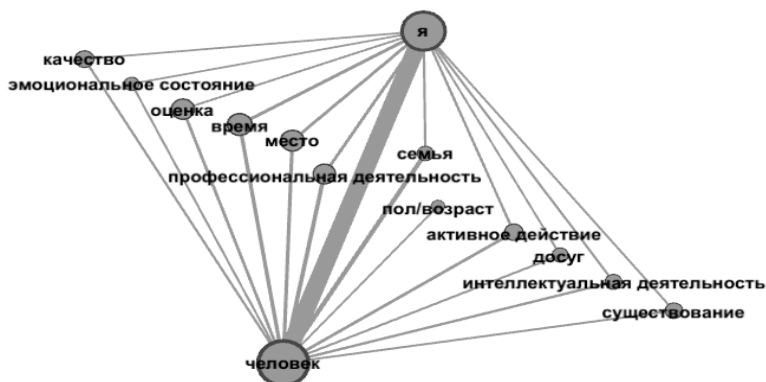 я
качество
эмоциональное состояние
оценка
время
место
семья
профессиональная деятельность
пол/возраст
активное действие
досуг
интеллектуальная деятельность
существование
человек